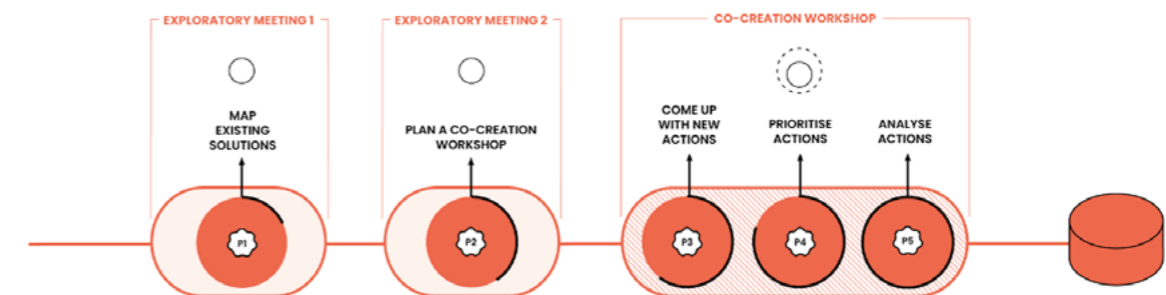 EXPLORATORY MEETING 1
EXPLORATORY MEETING 2
CO-CREATION WORKSHOP
MAP
EXISTING
SOLUTIONS
PLAN A CO-CREATION
WORKSHOP
COME UP
WITH NEW
ACTIONS
PRIORITISE
ACTIONS
ANALYSE
ACTIONS
P1
P2
P3
P4
P5